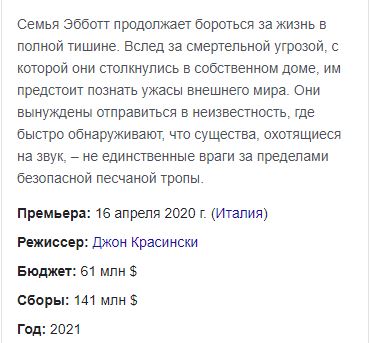 Семья Эбботт продолжает бороться за жизнь в
полной тишине. Вслед за смертельной угрозой, с
которой они столкнулись в собственном доме, им
предстоит познать ужасы внешнего мира. Они
вынуждены отправиться в неизвестность, где
быстро обнаруживают, что существа, охотящиеся
на звук, – не единственные враги за пределами
безопасной песчаной тропы.
Премьера: 16 апреля 2020 г. (Италия)
Режиссер: Джон Красински
Бюджет: 61 млн $
Сборы: 141 млн $
Год: 2021